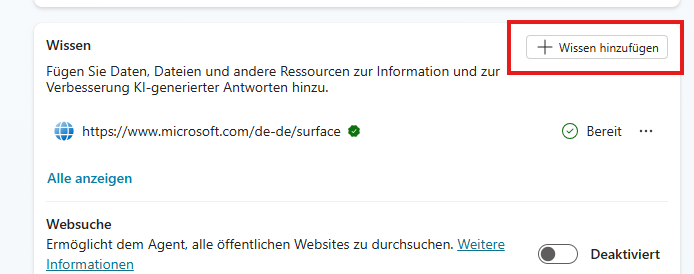 Wissen
Wissen hinzufügen
Fügen Sie Daten, Dateien und andere Ressourcen zur Information und zur
Verbesserung KI-generierter Antworten hinzu.
https://www.microsoft.com/de-de/surface
Bereit
Alle anzeigen
Websuche
Ermöglicht dem Agent, alle öffentlichen Websites zu durchsuchen. Weitere
Informationen
Deaktiviert